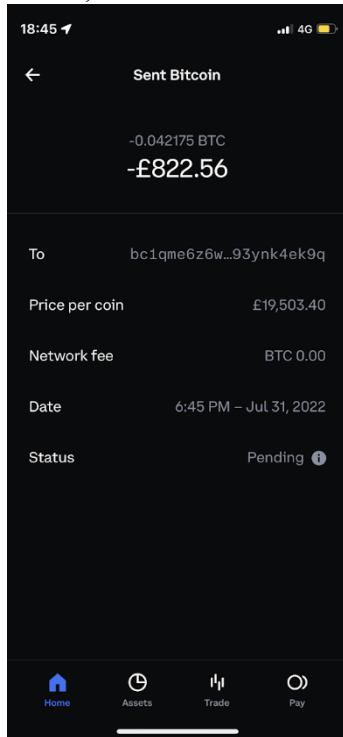 18:45 4G
Sent Bitcoin
-0.042175 BTC
-£822.56
To bc1qme6z6w…93ynk4ek9q
Price per coin £19,503.40
Network fee BTC 0.00
Date 6:45 PM – Jul 31, 2022
Status Pending
Home Assets Trade Pay